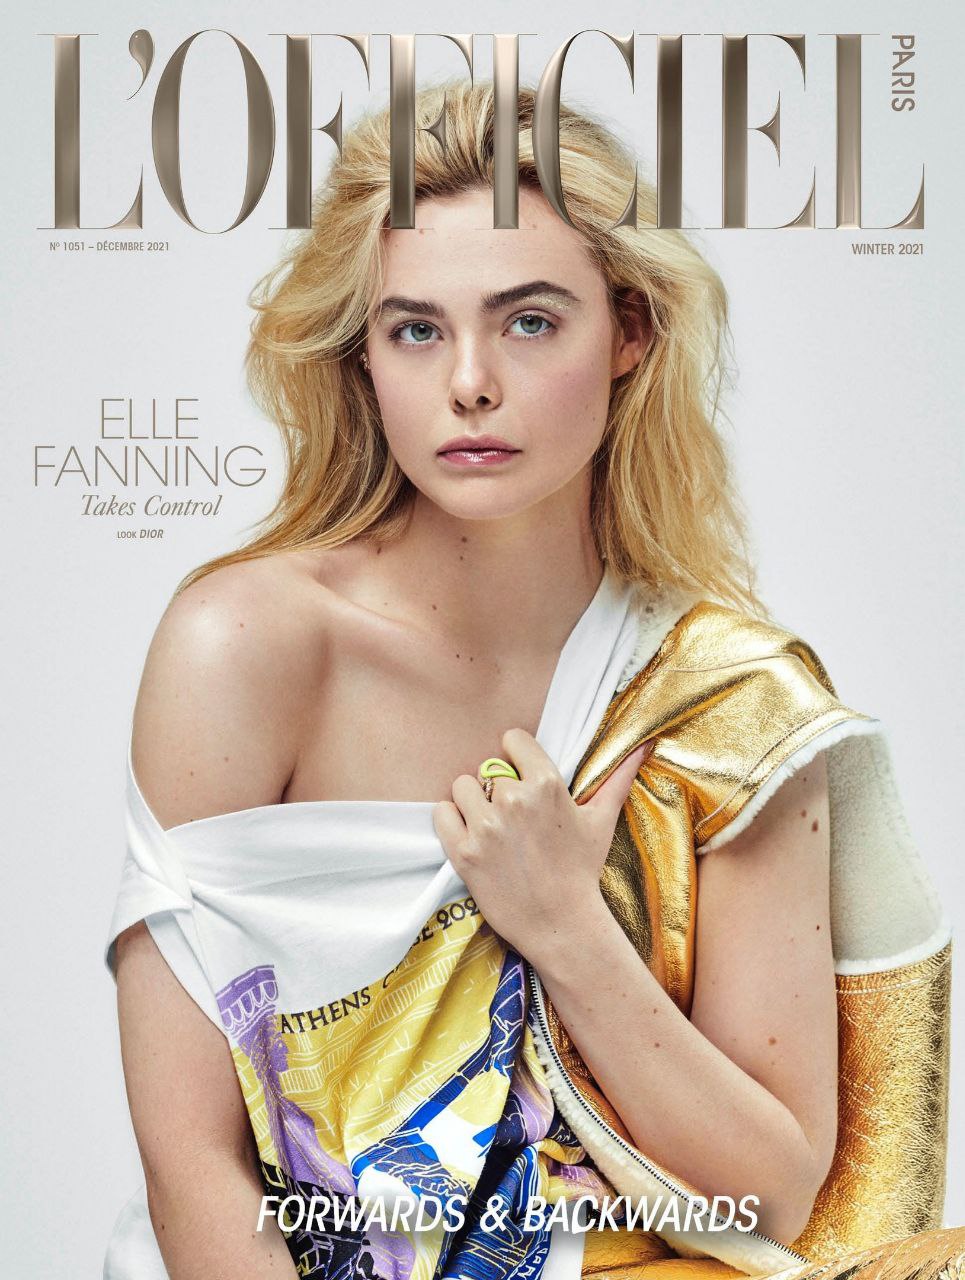 L'OFFICIEL
PARIS
Nº 1051 – DÉCEMBRE 2021
WINTER 2021
ELLE
FANNING
Takes Control
LOOK DIOR
ATHENS
FORWARDS & BACKWARDS